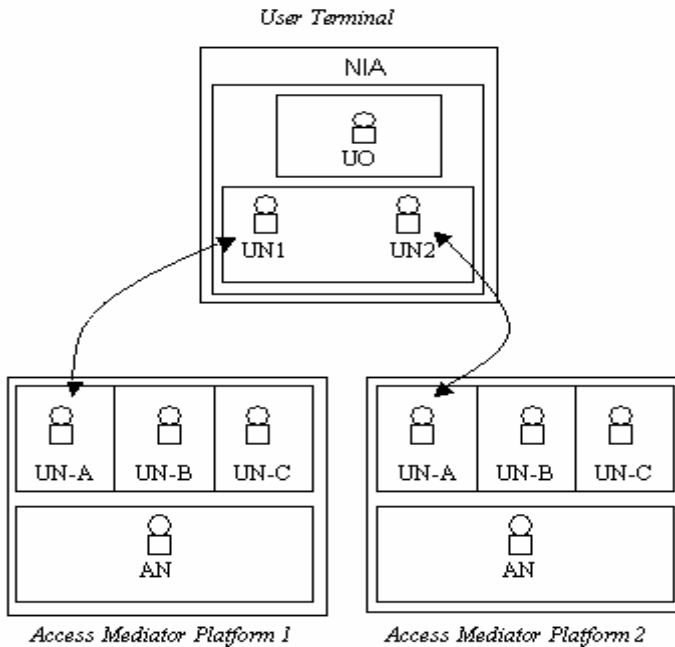 User Terminal
NIA
UO
UN1 UN2
UN-A UN-B UN-C UN-A UN-B UN-C
AN AN
Access Mediator Platform 1 Access Mediator Platform 2